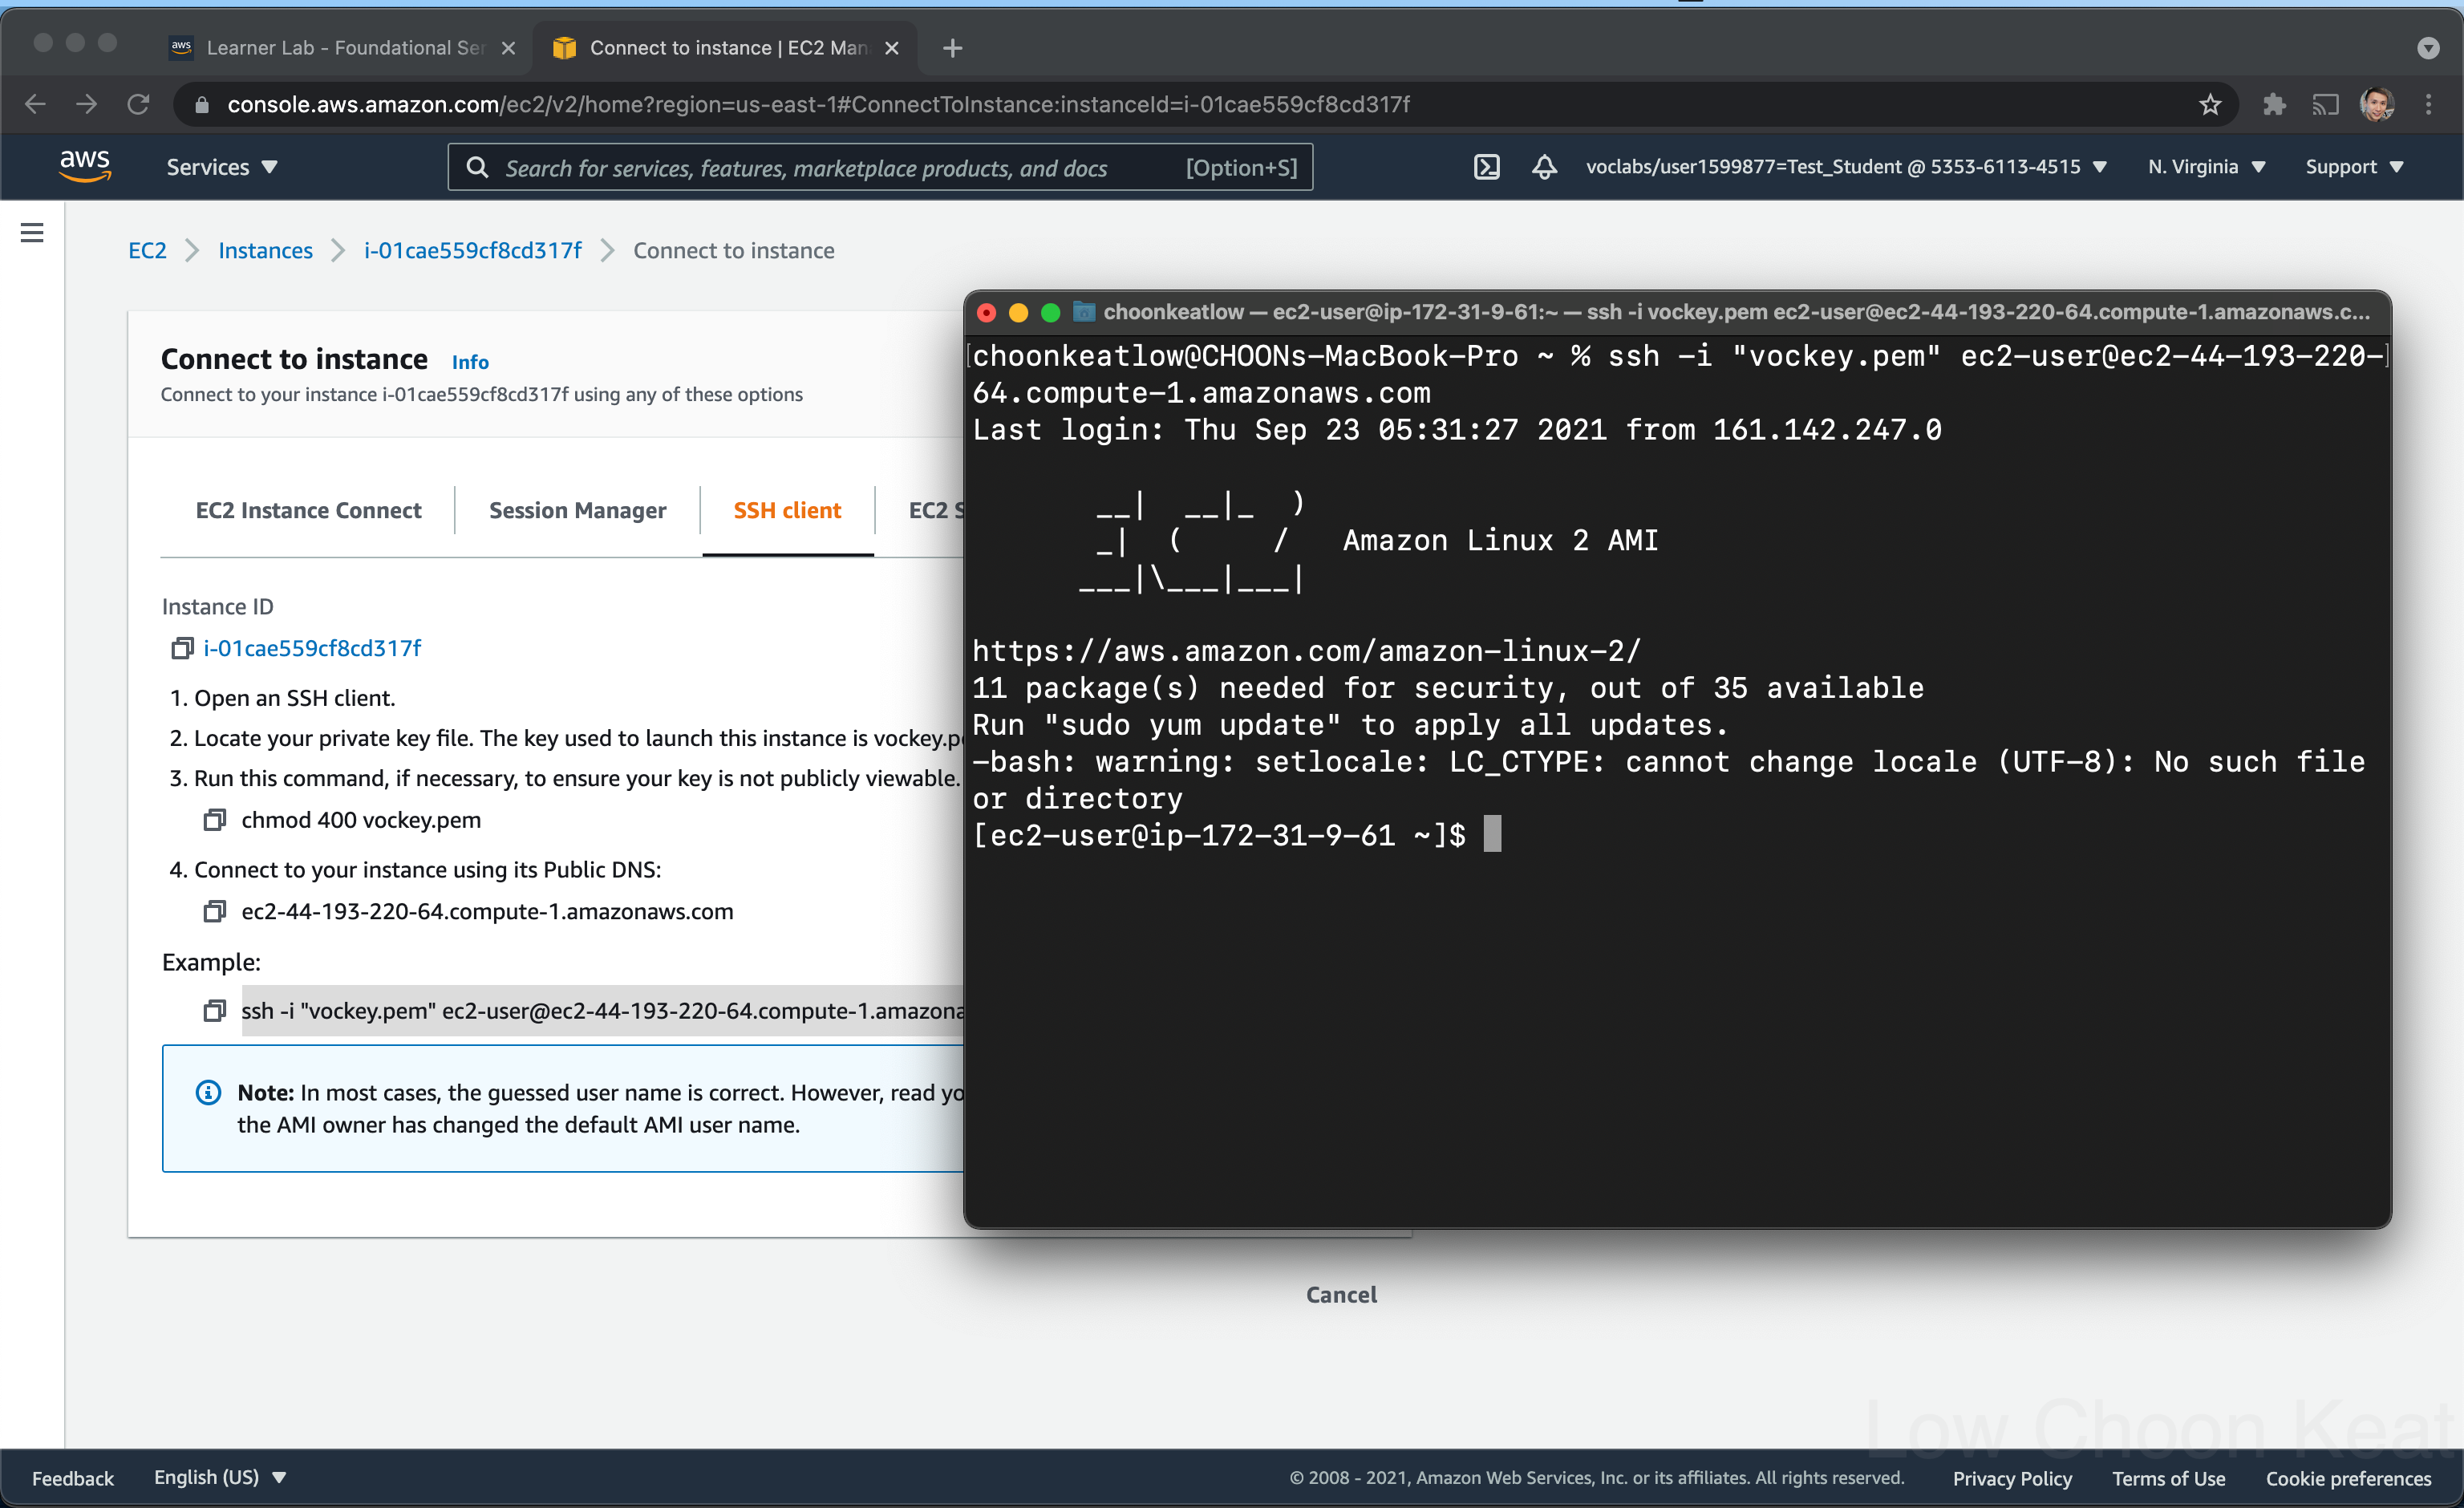 Learner Lab - Foundational Ser
Connect to instance | EC2 Man
console.aws.amazon.com/ec2/v2/home?region=us-east-1#ConnectToInstance:instanceId=i-01cae559cf8cd317f
aws
Services
Search for services, features, marketplace products, and docs
[Option+S]
voclabs/user1599877=Test_Student @ 5353-6113-4515
N. Virginia
Support
EC2 > Instances > i-01cae559cf8cd317f > Connect to instance
Connect to instance Info
Connect to your instance i-01cae559cf8cd317f using any of these options
EC2 Instance Connect
Session Manager
SSH client
EC2 S
Instance ID
i-01cae559cf8cd317f
1. Open an SSH client.
2. Locate your private key file. The key used to launch this instance is vockey.p
3. Run this command, if necessary, to ensure your key is not publicly viewable.
chmod 400 vockey.pem
4. Connect to your instance using its Public DNS:
ec2-44-193-220-64.compute-1.amazonaws.com
Example:
ssh -i "vockey.pem" ec2-user@ec2-44-193-220-64.compute-1.amazona
Note: In most cases, the guessed user name is correct. However, read yo
the AMI owner has changed the default AMI user name.
Cancel
choonkeatlow — ec2-user@ip-172-31-9-61:~ — ssh -i vockey.pem ec2-user@ec2-44-193-220-64.compute-1.amazonaws.c...
choonkeatlow@CHOONs-MacBook-Pro ~ % ssh -i "vockey.pem" ec2-user@ec2-44-193-220-
64.compute-1.amazonaws.com
Last login: Thu Sep 23 05:31:27 2021 from 161.142.247.0
__|  __|_  )
_|  (     /   Amazon Linux 2 AMI
___|\___|___|
https://aws.amazon.com/amazon-linux-2/
11 package(s) needed for security, out of 35 available
Run "sudo yum update" to apply all updates.
-bash: warning: setlocale: LC_CTYPE: cannot change locale (UTF-8): No such file
or directory
[ec2-user@ip-172-31-9-61 ~]$
Low Choon Keat
Feedback
English (US)
© 2008 - 2021, Amazon Web Services, Inc. or its affiliates. All rights reserved.
Privacy Policy
Terms of Use
Cookie preferences